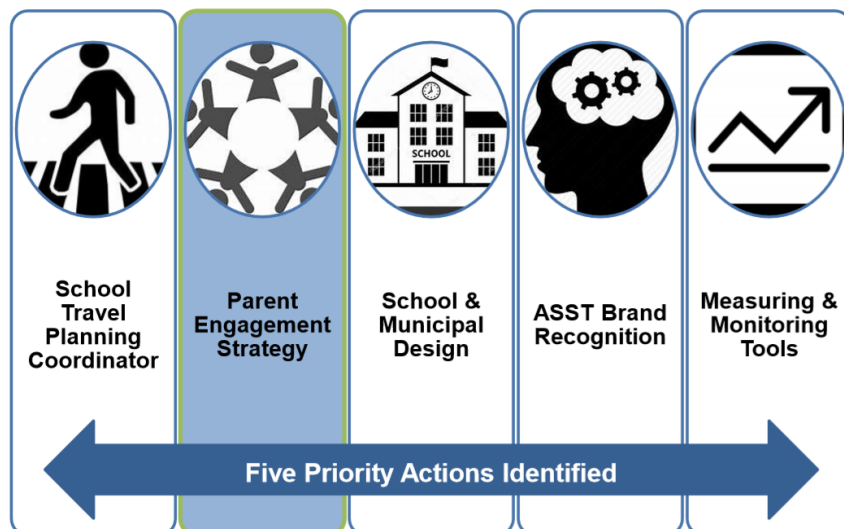 SCHOOL
School
Travel
Planning
Coordinator
Parent
Engagement
Strategy
School &
Municipal
Design
ASST Brand
Recognition
Measuring &
Monitoring
Tools
Five Priority Actions Identified